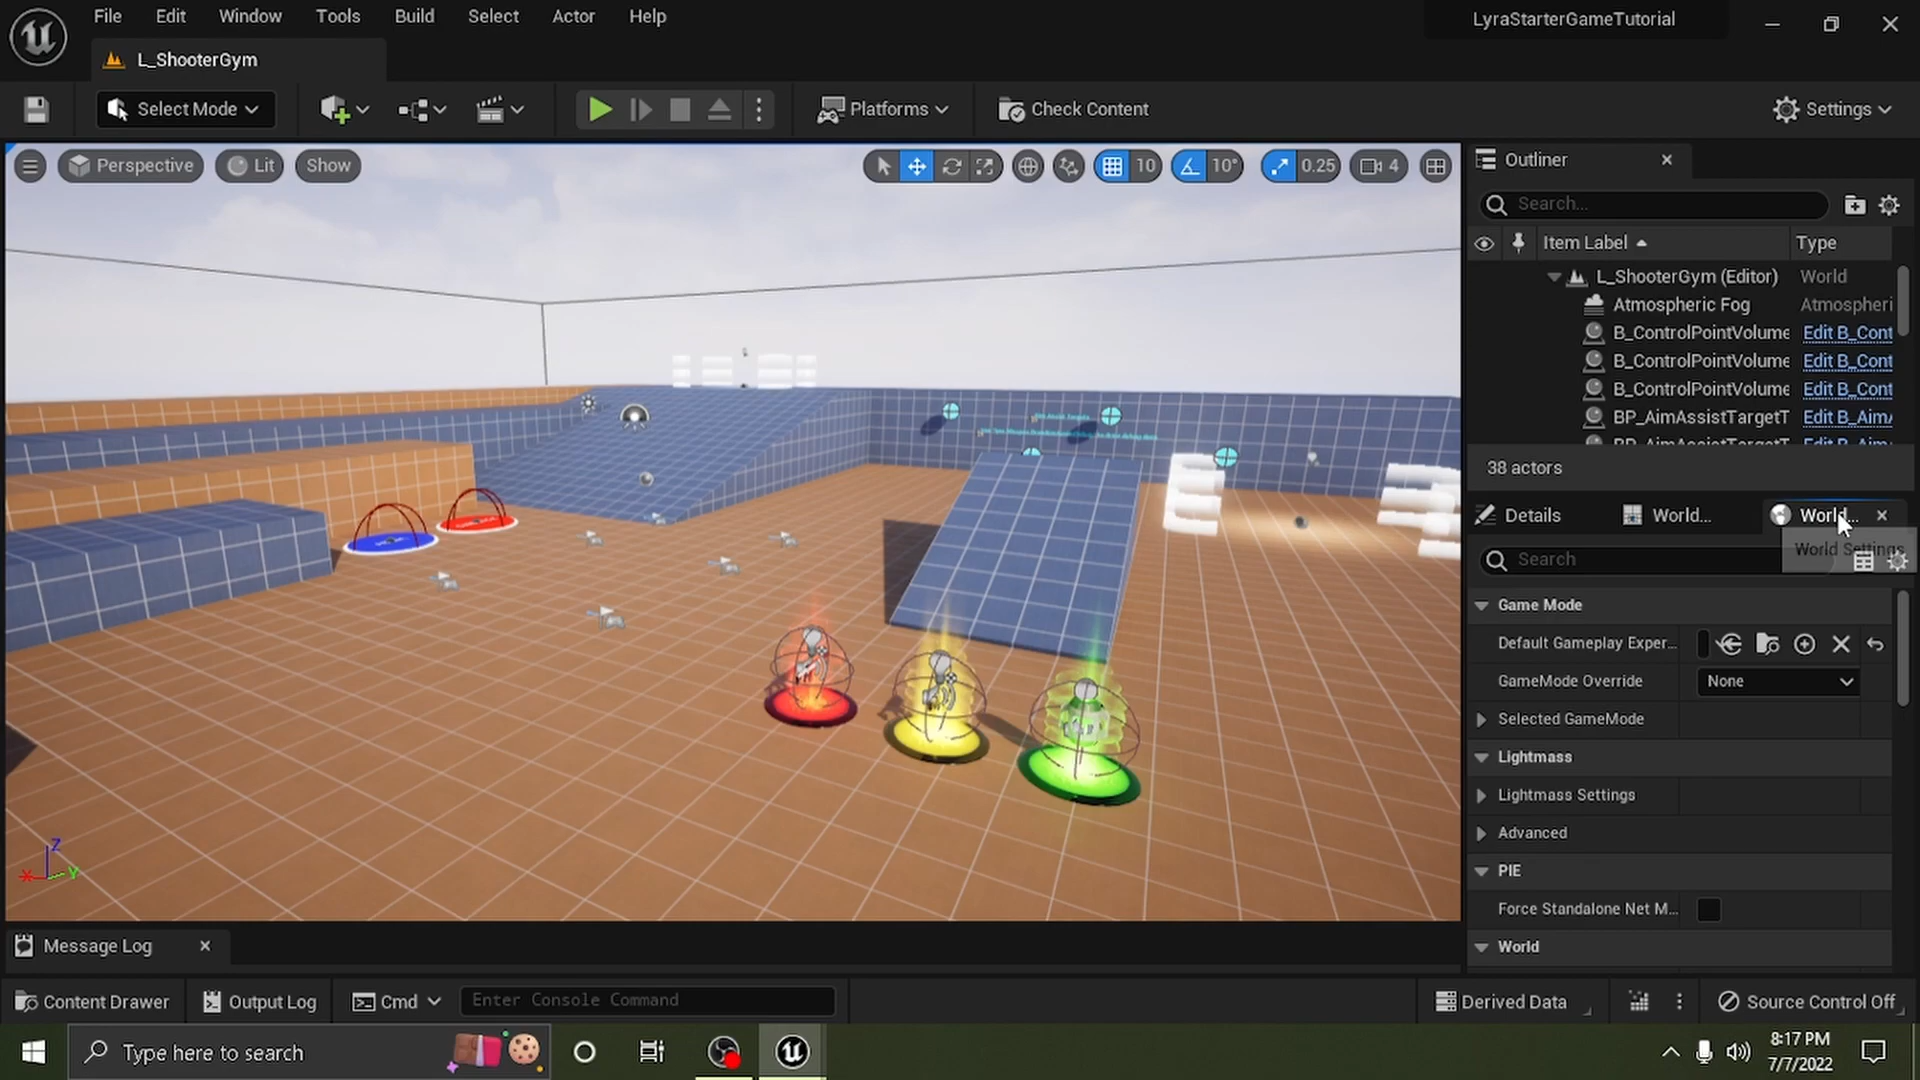 File Edit Window Tools Build Select Actor Help
LyraStarterGameTutorial
L_ShooterGym
Select Mode
Platforms
Check Content
Settings
Perspective
Lit
Show
10
10°
0.25
4
Outliner
Search...
Item Label
Type
L_ShooterGym (Editor) World
Atmospheric Fog Atmospheri
B_ControlPointVolume Edit B_Cont
B_ControlPointVolume Edit B_Cont
B_ControlPointVolume Edit B_Cont
BP_AimAssistTargetT Edit B_Aim
38 actors
Details
World...
World...
World Settings
Search
Game Mode
Default Gameplay Exper...
GameMode Override None
Selected GameMode
Lightmass
Lightmass Settings
Advanced
PIE
Force Standalone Net M...
World
Z
X
Y
Message Log
Content Drawer
Output Log
Cmd
Enter Console Command
Derived Data
Source Control Off
Type here to search
8:17 PM
7/7/2022